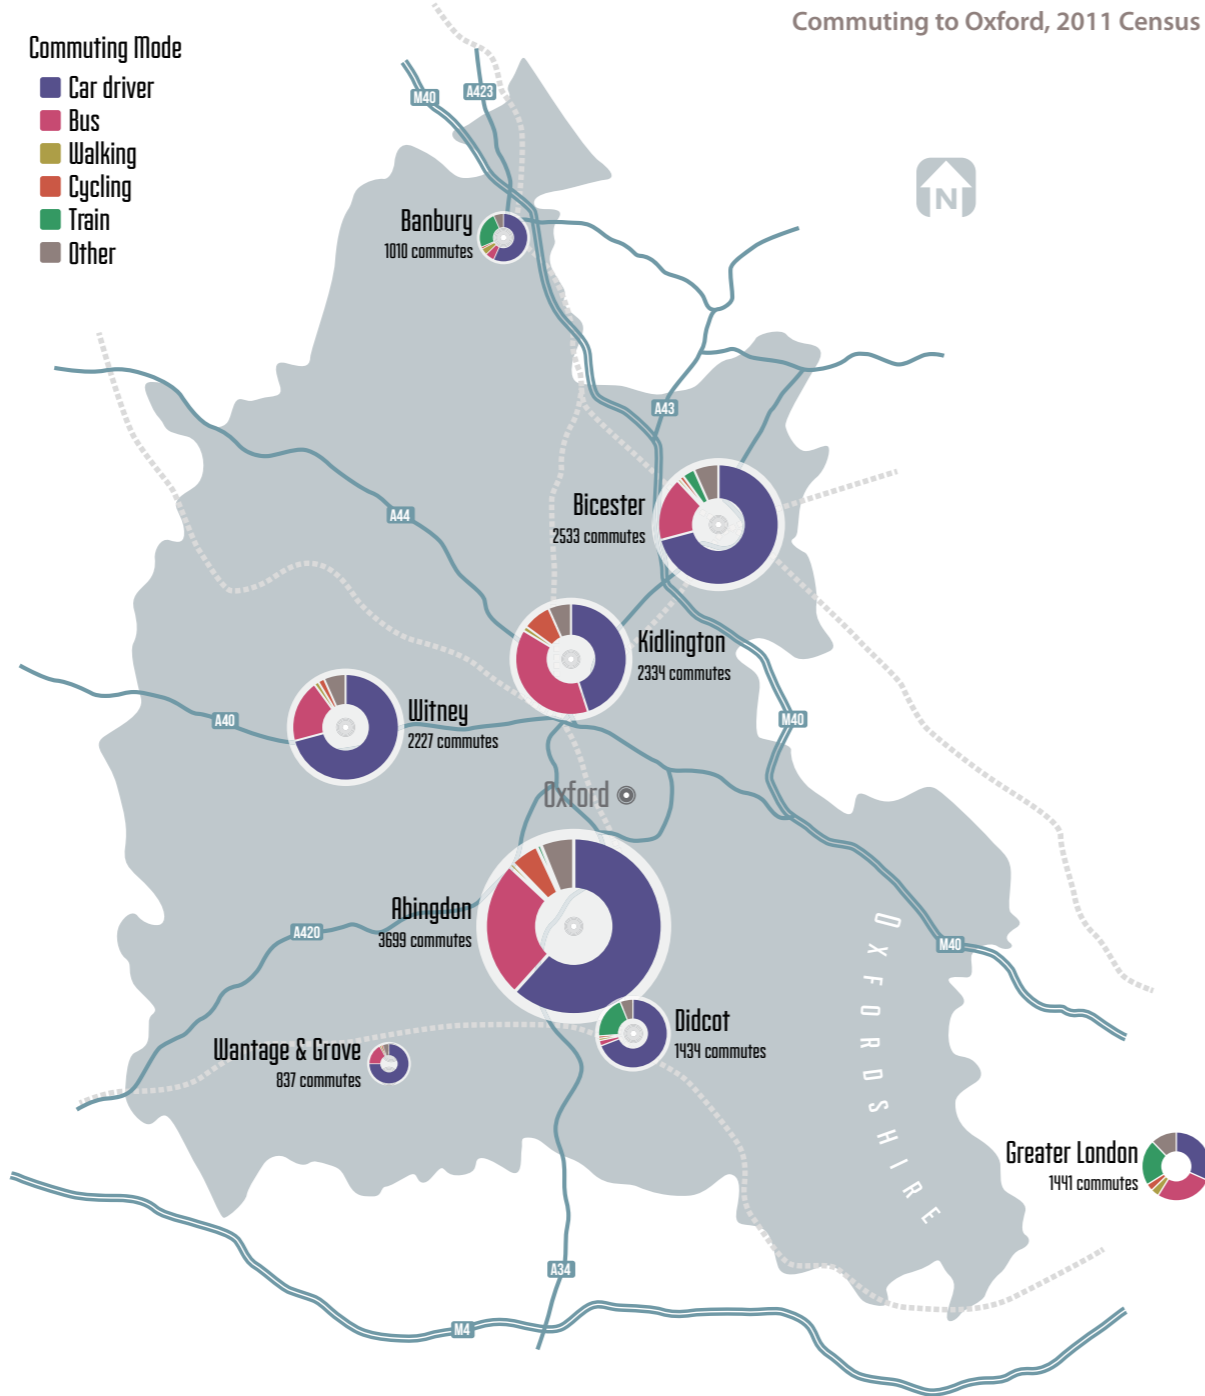 Commuting to Oxford, 2011 Census
Commuting Mode
Car driver
Bus
Walking
Cycling
Train
Other
M40
A423
N
Banbury
1010 commutes
A43
A44
Bicester
2533 commutes
Kidlington
2334 commutes
Witney
2227 commutes
A40
M40
Oxford
Abingdon
3699 commutes
A420
M40
OXFORDSHIRE
Didcot
1434 commutes
Wantage & Grove
837 commutes
Greater London
1441 commutes
A34
M4